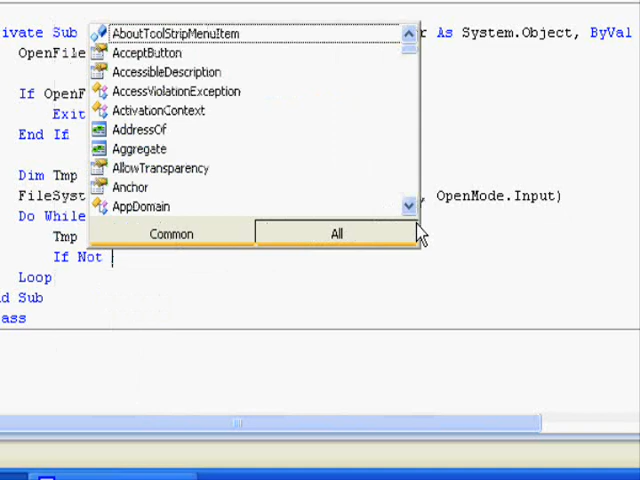 ivate Sub r As System.Object, ByVal
OpenFile
If OpenF
Exit
End If
Dim Tmp
FileSyst , OpenMode.Input)
Do While
Tmp
If Not
Loop
d Sub
ass
AboutToolStripMenuItem
AcceptButton
AccessibleDescription
AccessViolationException
ActivationContext
AddressOf
Aggregate
AllowTransparency
Anchor
AppDomain
Common All